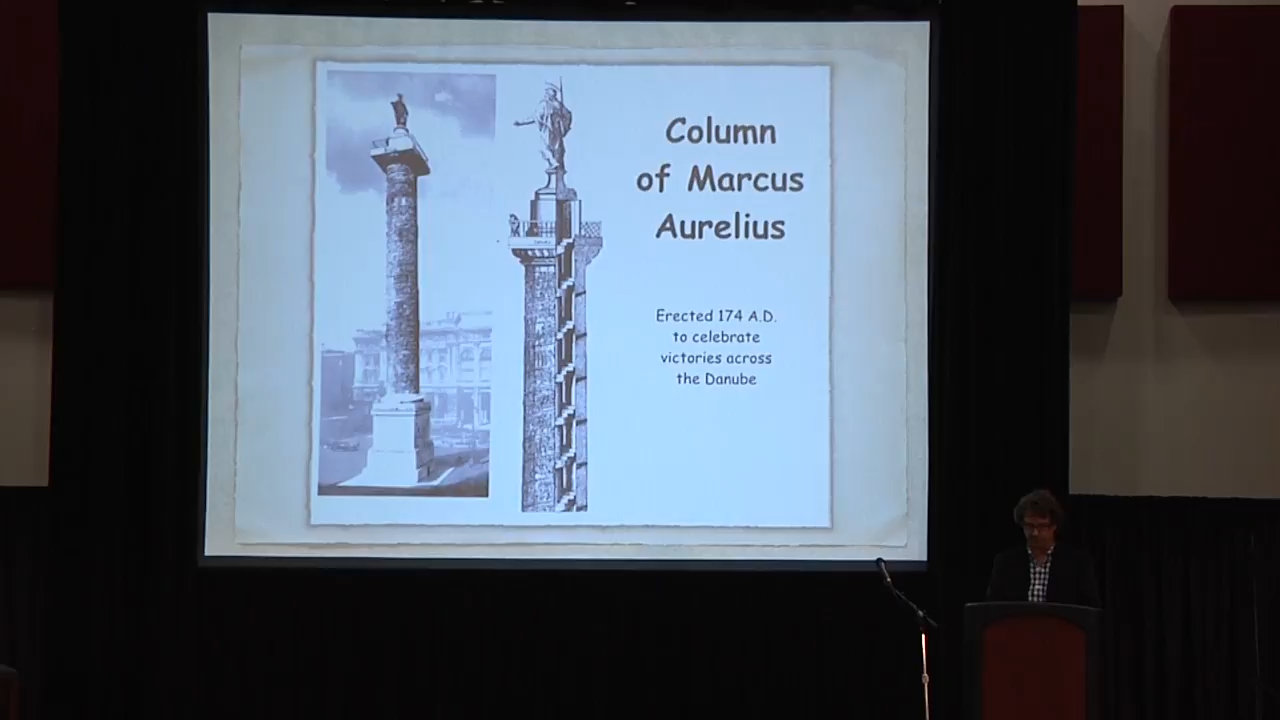 Column
of Marcus
Aurelius
Erected 174 A.D.
to celebrate
victories across
the Danube